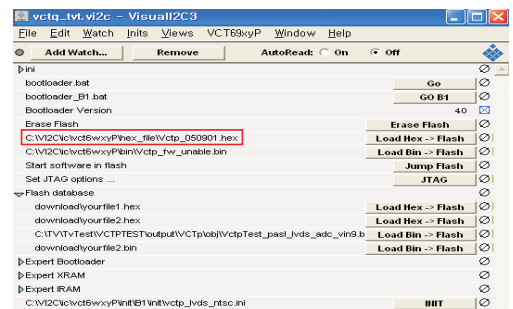 vctq_tvt.vi2c - VisualI2C3
File Edit Watch Inits Views VCT69xyP Window Help
Add Watch... Remove AutoRead: On Off
ini
bootloader.bat Go
bootloader_B1.bat GO B1
Bootloader Version 40
Erase Flash Erase Flash
C:\VI2C\ic\vct6wxyP\hex_file\Vctp_050901.hex Load Hex -> Flash
C:\VI2C\ic\vct6wxyP\bin\Vctp_fw_unable.bin Load Bin -> Flash
Start software in flash Jump Flash
Set JTAG options ... JTAG
Flash database
download\yourfile1.hex Load Hex -> Flash
download\yourfile2.hex Load Hex -> Flash
C:\TV\TvTest\VCTPTEST\output\VCTp\obj\VctpTest_pasl_lvds_adc_vin9.b Load Bin -> Flash
download\yourfile2.bin Load Bin -> Flash
Expert Bootloader
Expert XRAM
Expert IRAM
C:\VI2C\ic\vct6wxyP\init\B1\init\vctp_lvds_ntsc.ini INIT